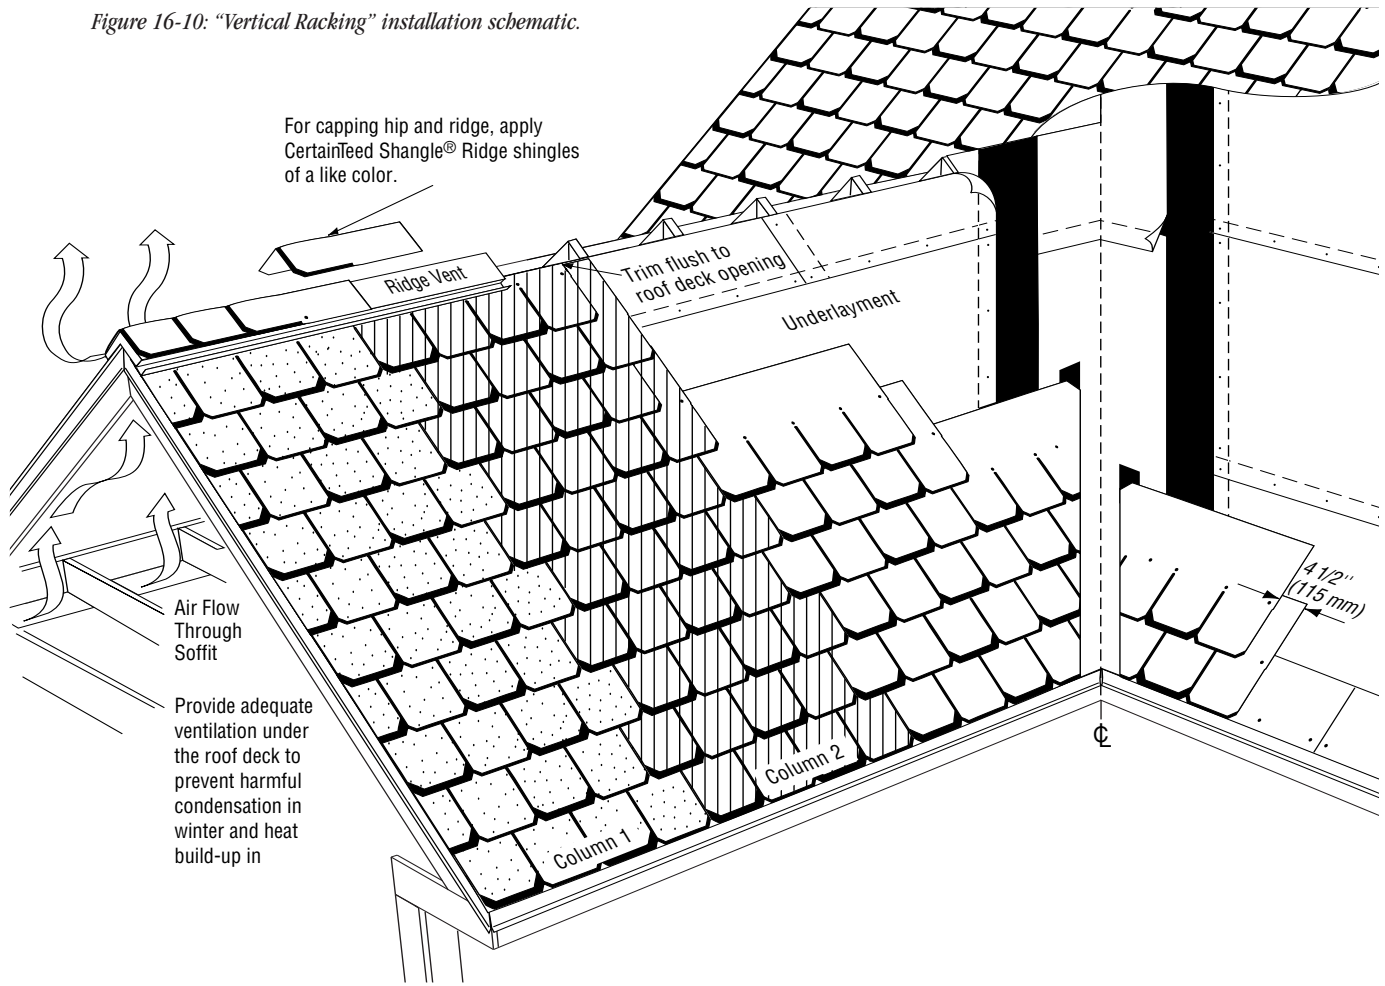 Figure 16-10: “Vertical Racking” installation schematic.
For capping hip and ridge, apply
CertainTeed Shangle® Ridge shingles
of a like color.
Ridge Vent
Trim flush to
roof deck opening
Underlayment
4 1/2"
(115 mm)
Air Flow
Through
Soffit
Provide adequate
ventilation under
the roof deck to
prevent harmful
condensation in
winter and heat
build-up in
Column 1
Column 2
℄